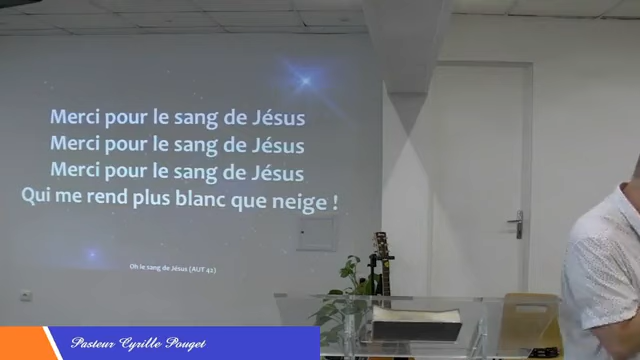 Merci pour le sang de Jésus
Merci pour le sang de Jésus
Merci pour le sang de Jésus
Qui me rend plus blanc que neige !
Oh le sang de Jésus (AUT 42)
Pasteur Cyrille Pouget